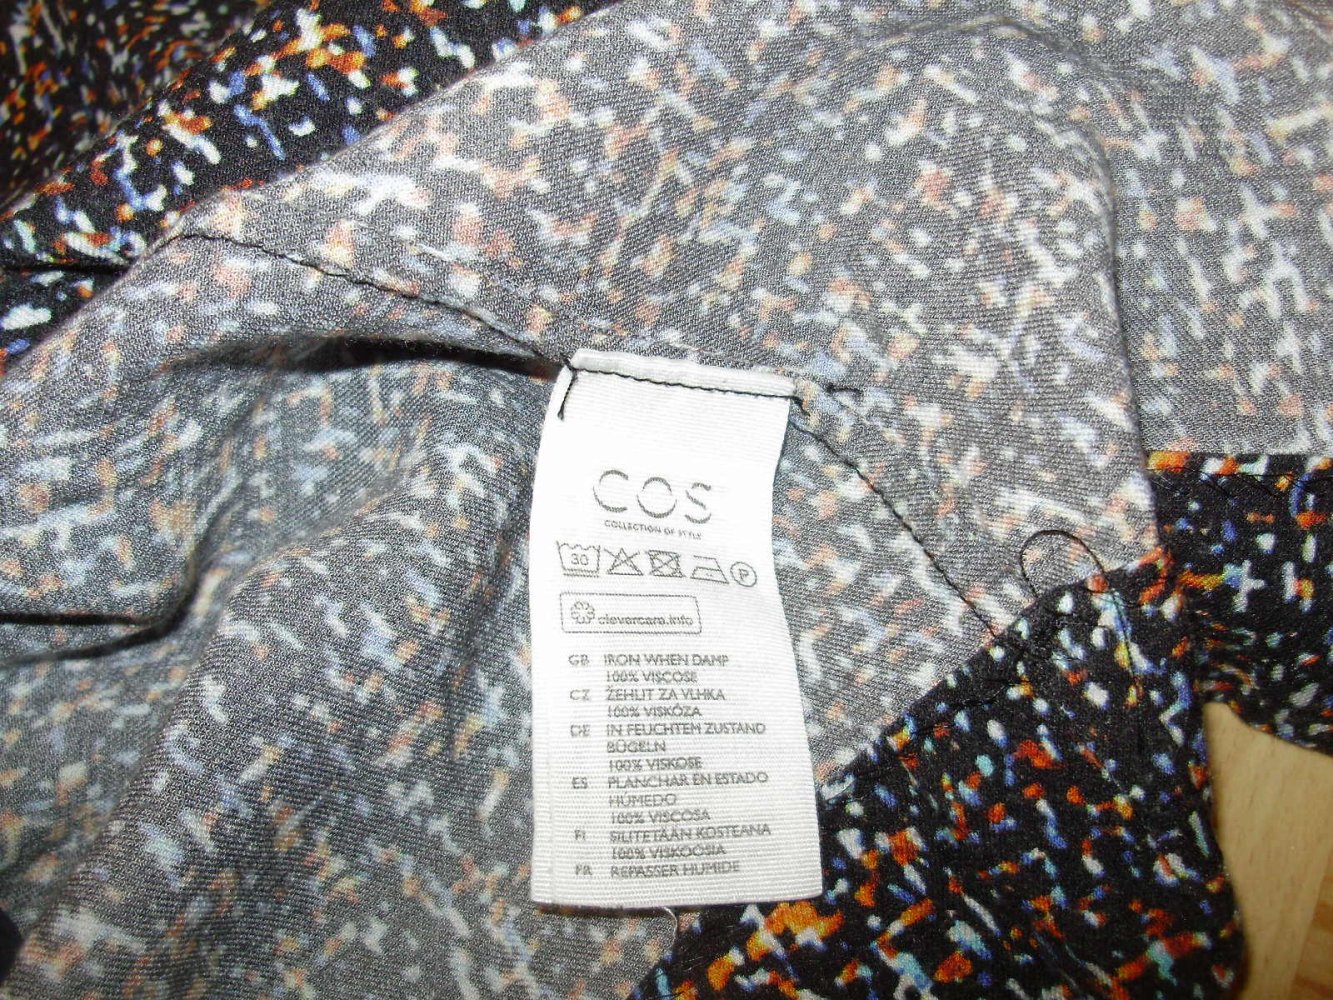 COS
COLLECTION OF STYLE
30 P
clevercare.info
GB IRON WHEN DAMP
100% VISCOSE
CZ ŽEHLIT ZA VLHKA
100% VISKÓZA
DE IN FEUCHTEM ZUSTAND
BÜGELN
100% VISKOSE
ES PLANCHAR EN ESTADO
HÚMEDO
100% VISCOSA
FI SILITETÄÄN KOSTEANA
100% VISKOOSIA
FR REPASSER HUMIDE